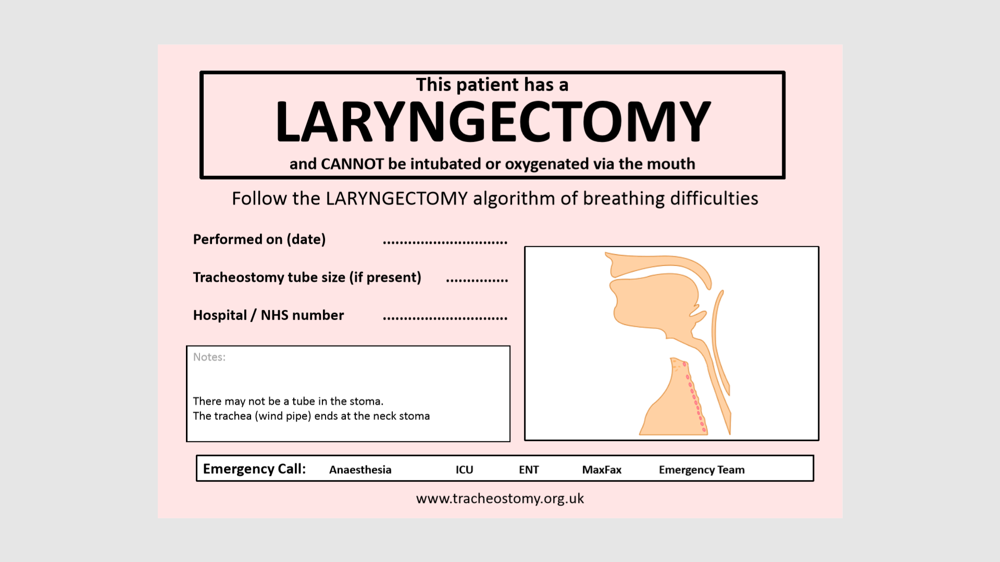 This patient has a
LARYNGECTOMY
and CANNOT be intubated or oxygenated via the mouth
Follow the LARYNGECTOMY algorithm of breathing difficulties
Performed on (date) ..............................
Tracheostomy tube size (if present) ...............
Hospital / NHS number ..............................
Notes:
There may not be a tube in the stoma.
The trachea (wind pipe) ends at the neck stoma
Emergency Call: Anaesthesia ICU ENT MaxFax Emergency Team
www.tracheostomy.org.uk